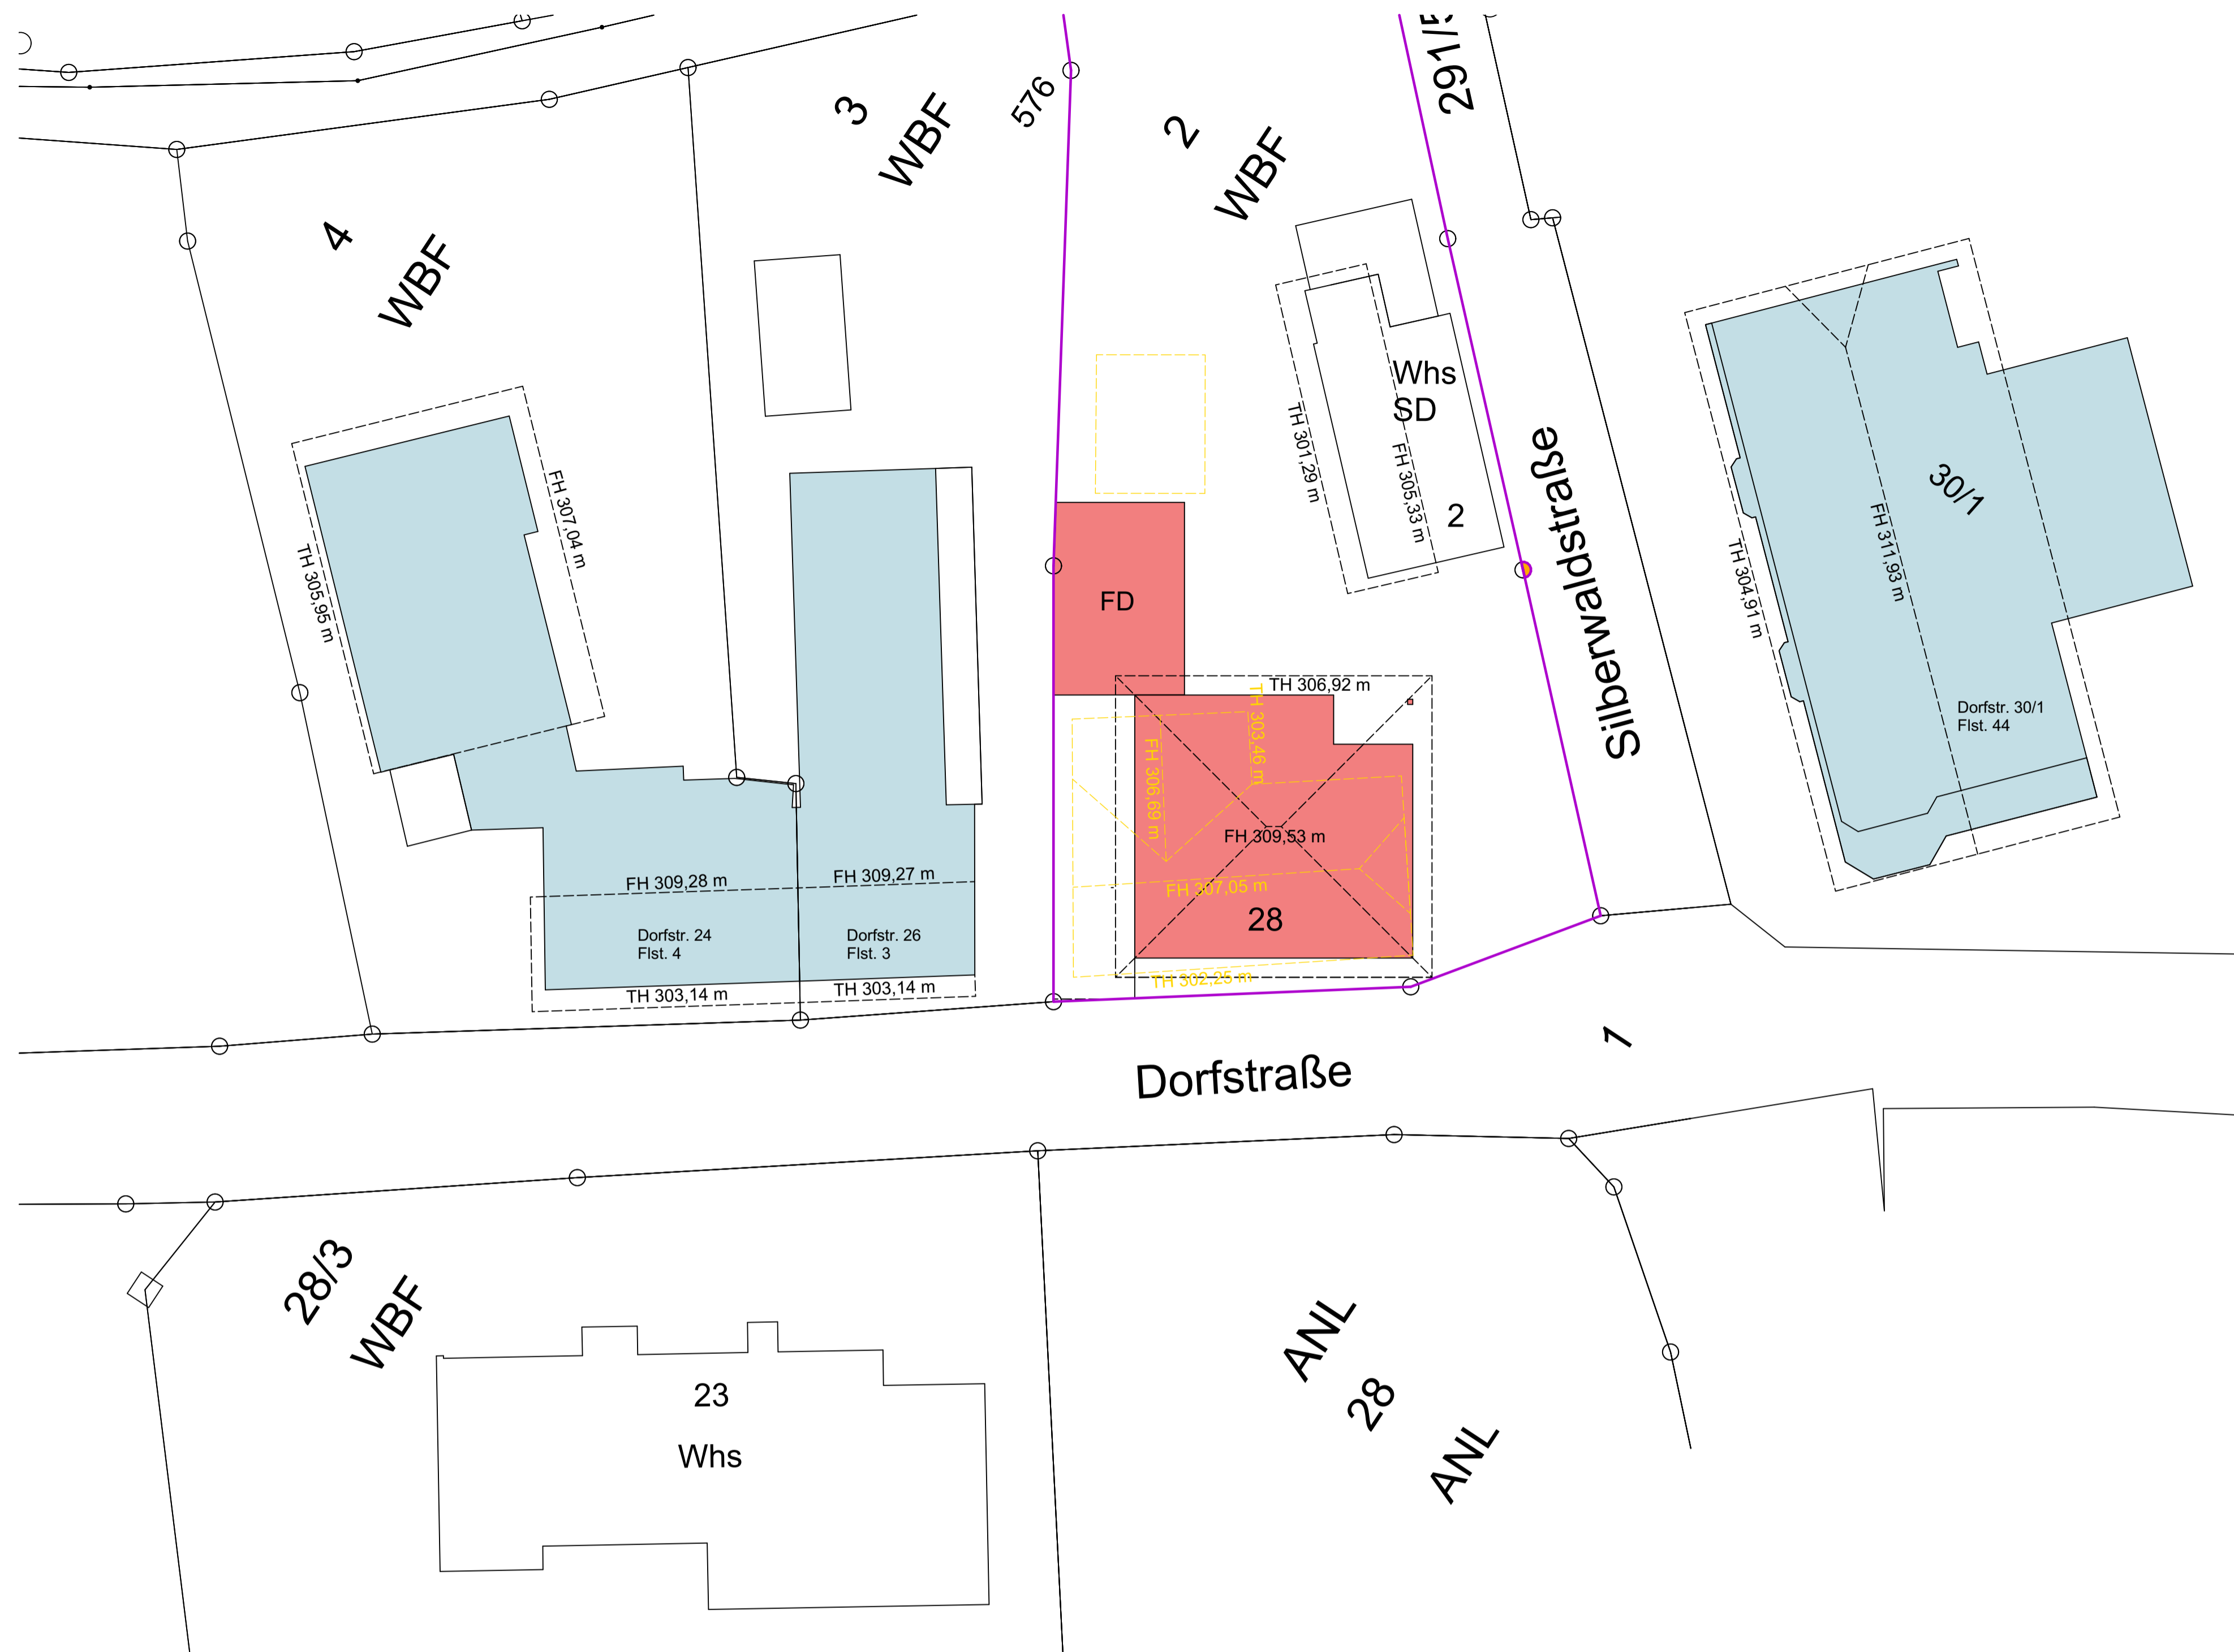 3
WBF
576
2
WBF
4
WBF
Whs
SD
2
TH 301,29 m
FH 305,33 m
Silberwaldstraße
30/1
FH 311,93 m
TH 304,91 m
Dorfstr. 30/1
Flst. 44
FH 307,04 m
TH 305,95 m
FD
TH 306,92 m
TH 303,46 m
FH 306,69 m
FH 309,53 m
FH 307,05 m
28
TH 302,25 m
FH 309,28 m
FH 309,27 m
Dorfstr. 24
Flst. 4
Dorfstr. 26
Flst. 3
TH 303,14 m
TH 303,14 m
1
Dorfstraße
28/3
WBF
23
Whs
ANL
28
ANL